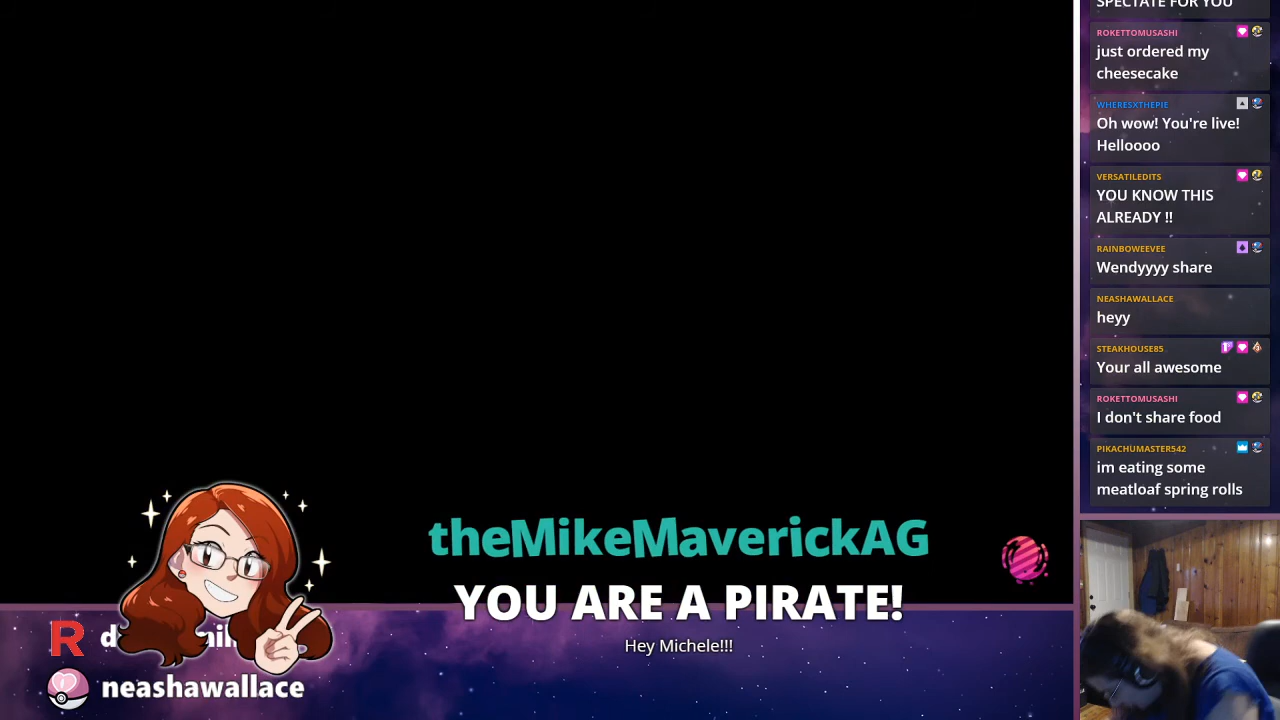 SPECTATE FOR YOU
ROKETTOMUSASHI
just ordered my
cheesecake
WHERESXTHEPIE
Oh wow! You're live!
Helloooo
VERSATILEDITS
YOU KNOW THIS
ALREADY !!
RAINBOWEEVEE
Wendyyyy share
NEASHAWALLACE
heyy
STEAKHOUSE85
Your all awesome
ROKETTOMUSASHI
I don't share food
PIKACHUMASTER542
im eating some
meatloaf spring rolls
theMikeMaverickAG
YOU ARE A PIRATE!
Hey Michele!!!
R
neashawallace